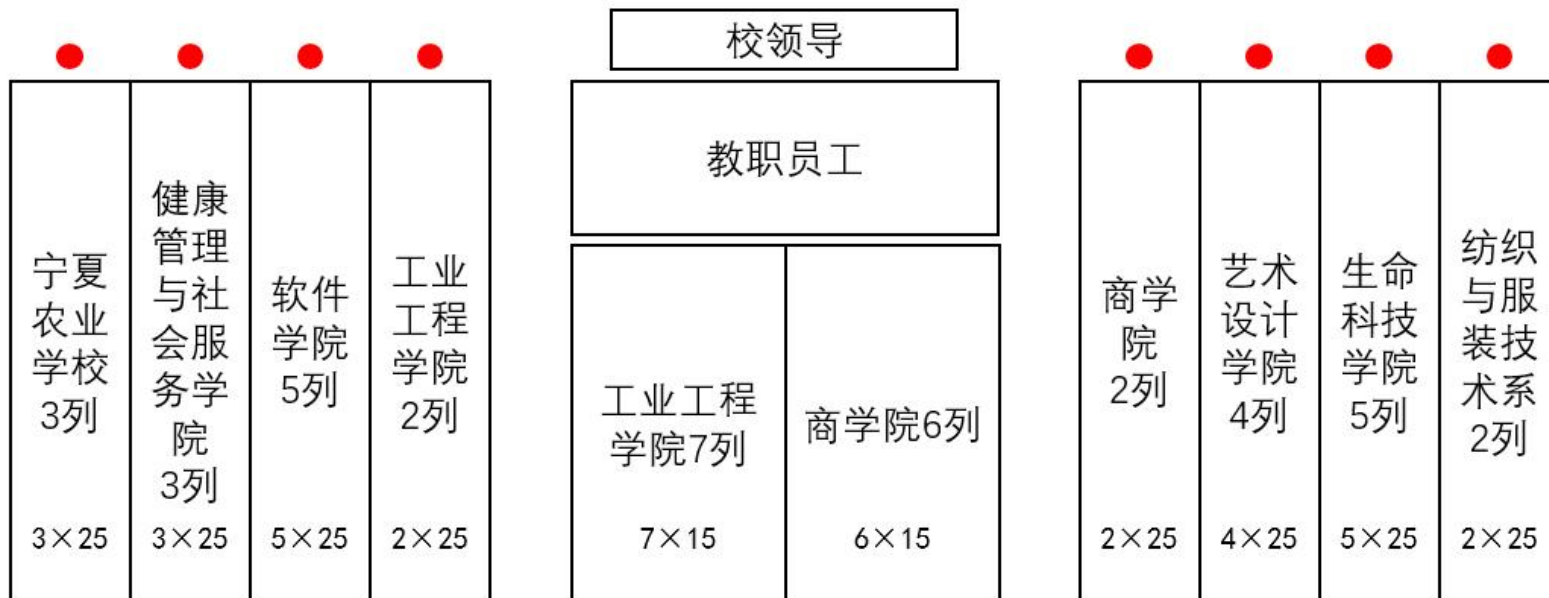 校领导
教职员工
宁夏
农业
学校
3列
3×25
健康
管理
与社
会服
务学
院
3列
3×25
软件
学院
5列
5×25
工业
工程
学院
2列
2×25
工业工程
学院7列
7×15
商学院6列
6×15
商学
院
2列
2×25
艺术
设计
学院
4列
4×25
生命
科技
学院
5列
5×25
纺织
与服
装技
术系
2列
2×25